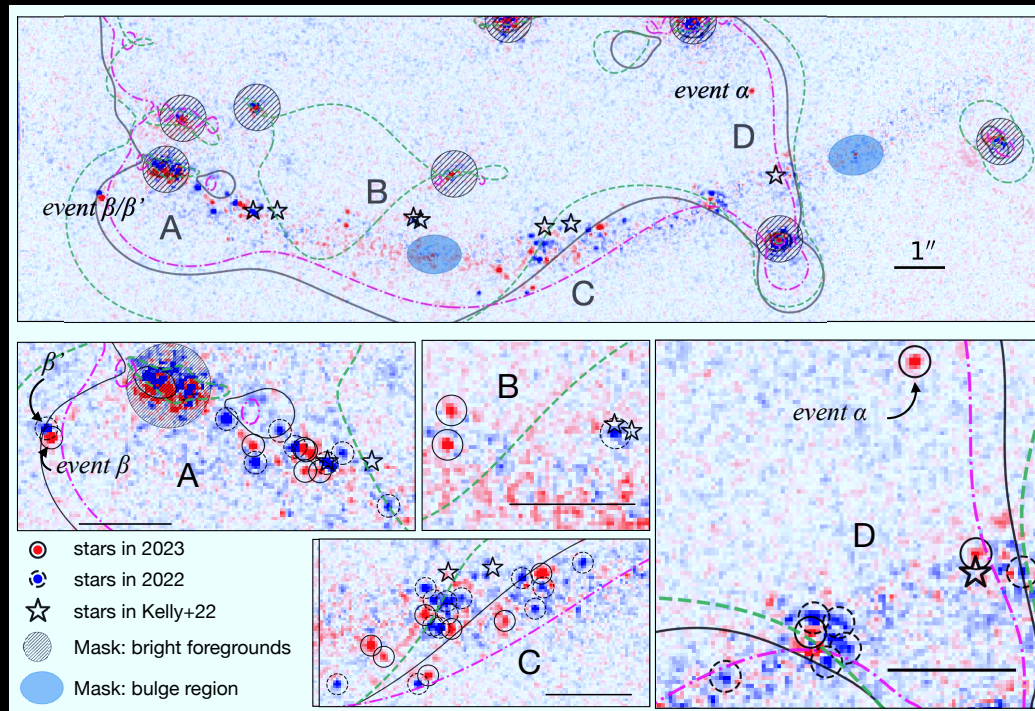 event α
D
B
event β/β’
A
1″
C
β’
event β
A
B
event α
D
C
stars in 2023
stars in 2022
stars in Kelly+22
Mask: bright foregrounds
Mask: bulge region